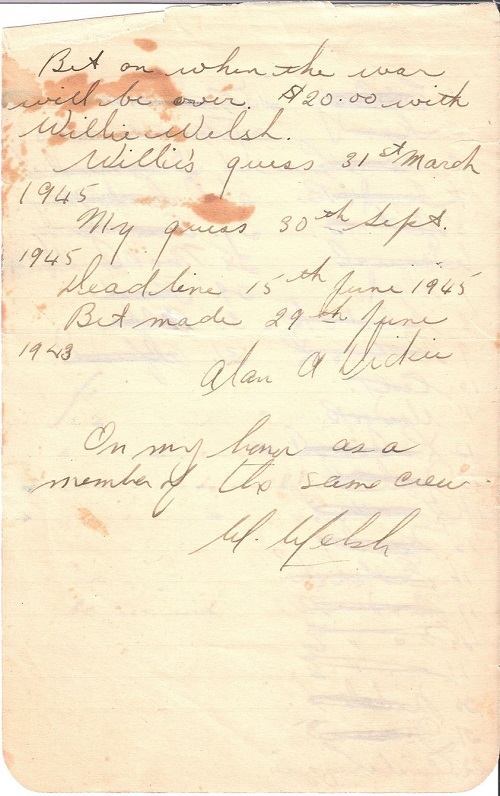 Bet on when the war
will be over. $20.00 with
Willie Welsh.
Willie's guess 31st March
1945
My guess 30th Sept.
1945
Deadline 15th June 1945
Bet made 29th June
1943
Alan A Dickie
On my honor as a
member of the same crew
W. Welsh